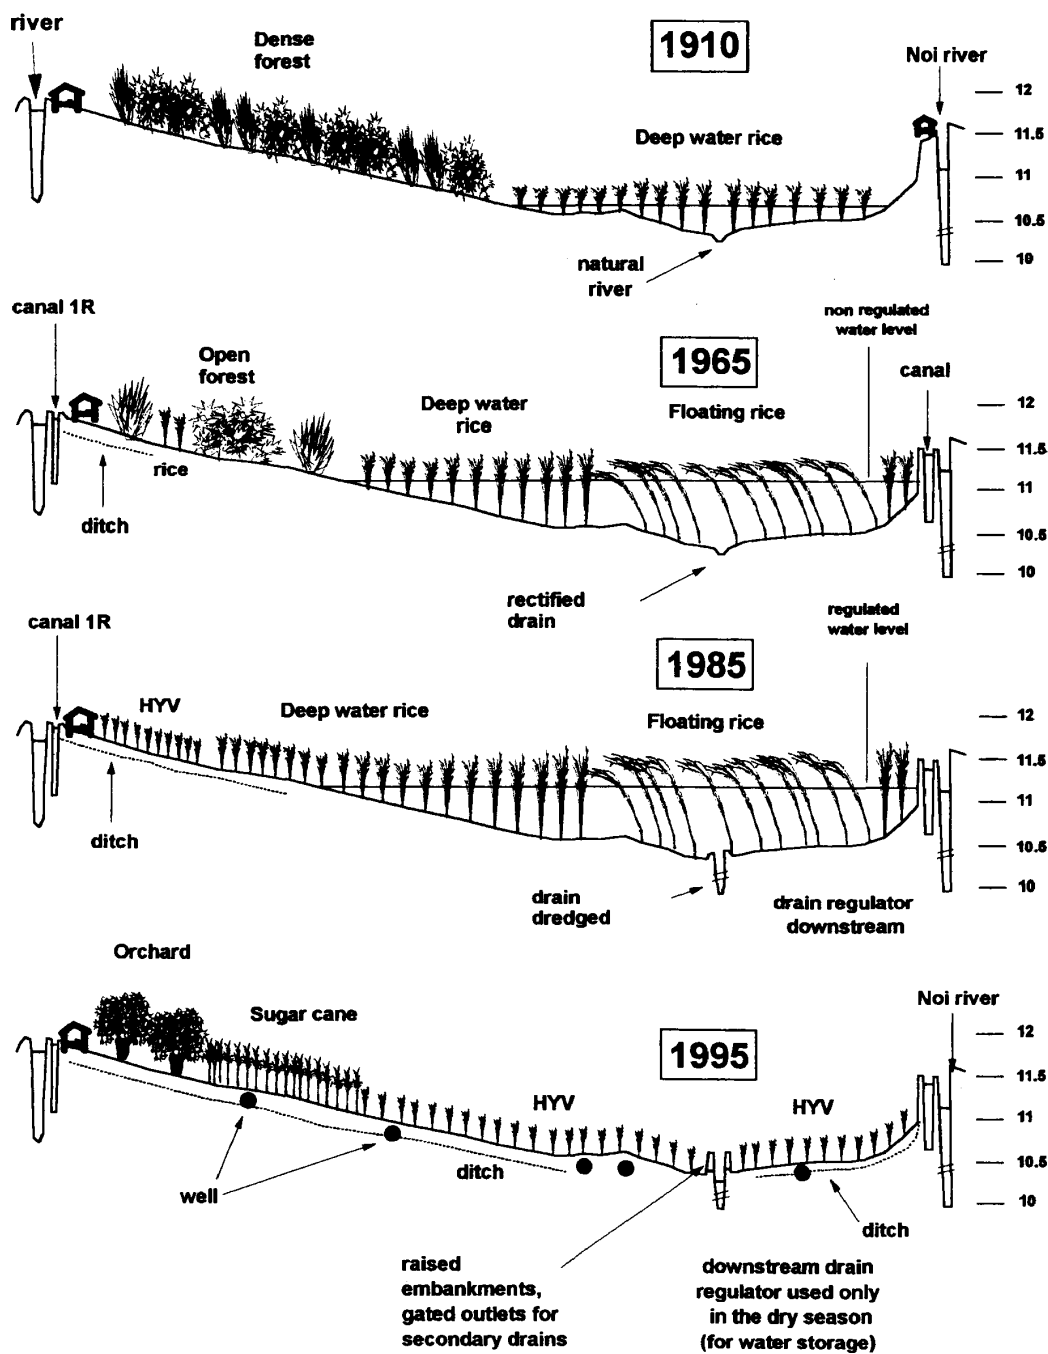 river
Dense
forest
1910
Noi river
Deep water rice
natural
river
12
11.5
11
10.5
10
canal 1R
Open
forest
1965
non regulated
water level
canal
Deep water
rice
Floating rice
rice
ditch
rectified
drain
12
11.5
11
10.5
10
canal 1R
HYV
Deep water rice
1985
regulated
water level
Floating rice
ditch
drain
dredged
drain regulator
downstream
12
11.5
11
10.5
10
Orchard
Sugar cane
1995
Noi river
HYV
HYV
well
ditch
ditch
raised
embankments,
gated outlets for
secondary drains
downstream drain
regulator used only
in the dry season
(for water storage)
12
11.5
11
10.5
10